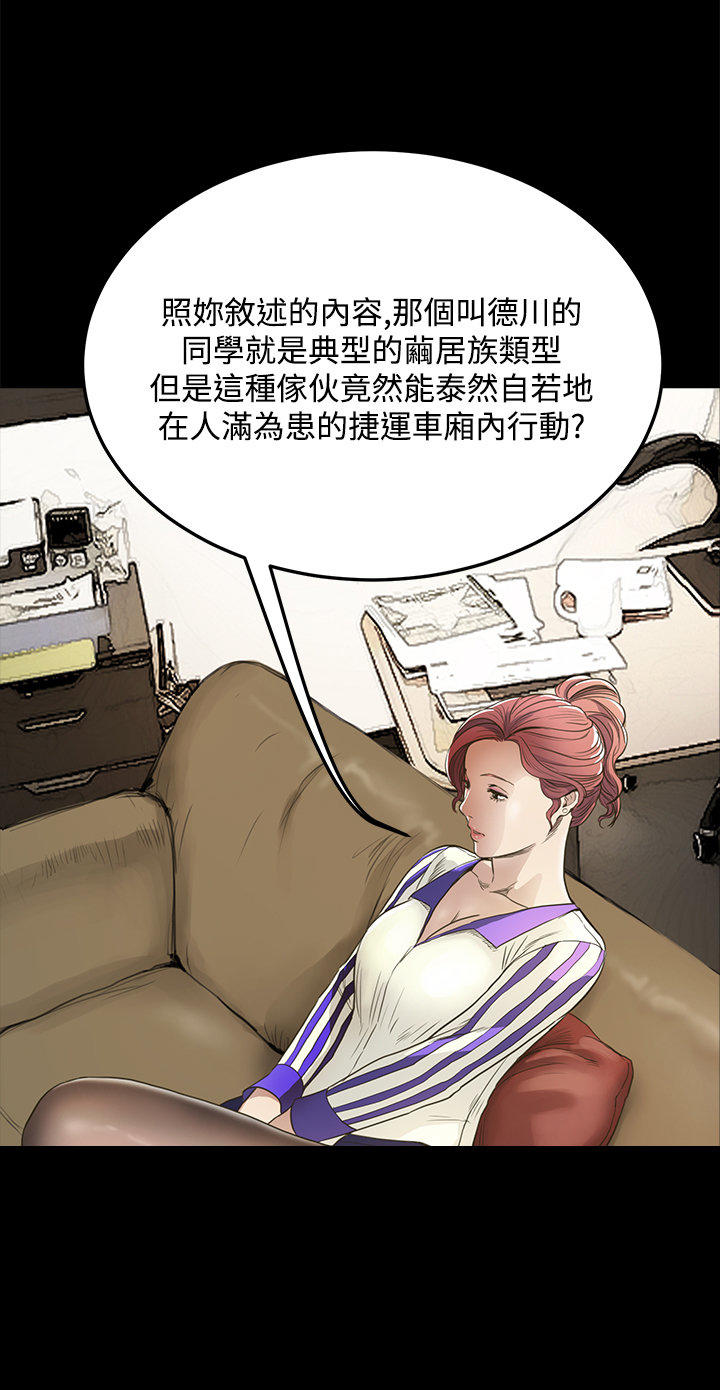 照妳敘述的內容,那個叫德川的
同學就是典型的繭居族類型
但是這種傢伙竟然能泰然自若地
在人滿為患的捷運車廂內行動?